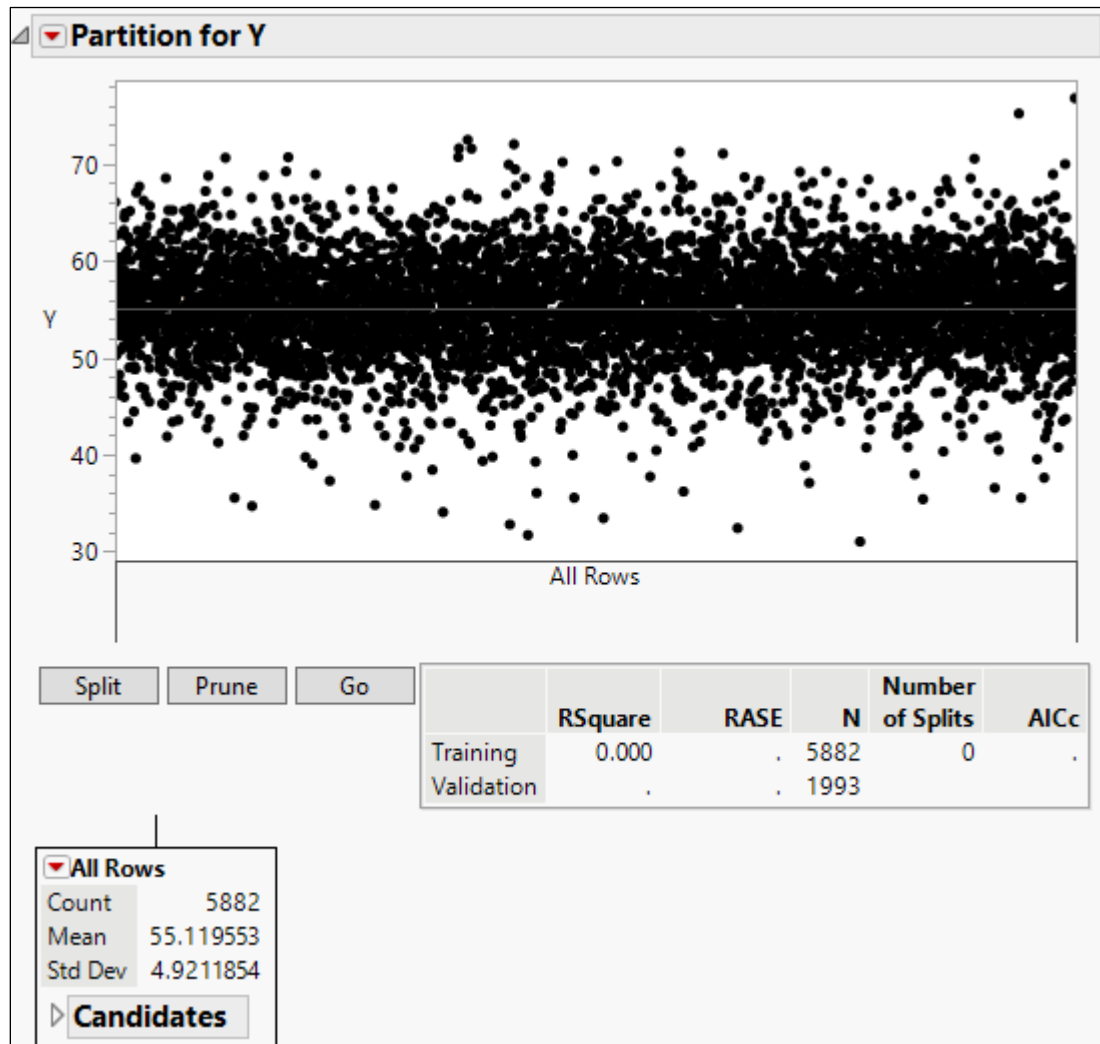 Partition for Y
70
60
Y
50
40
30
All Rows
Split Prune Go
Number
RSquare RASE N of Splits AICc
Training 0.000 . 5882 0 .
Validation . . 1993
All Rows
Count 5882
Mean 55.119553
Std Dev 4.9211854
Candidates